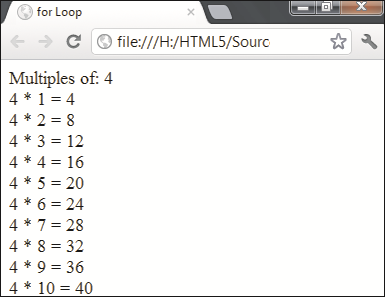 for Loop
file:///H:/HTML5/Sourc
Multiples of: 4
4 * 1 = 4
4 * 2 = 8
4 * 3 = 12
4 * 4 = 16
4 * 5 = 20
4 * 6 = 24
4 * 7 = 28
4 * 8 = 32
4 * 9 = 36
4 * 10 = 40